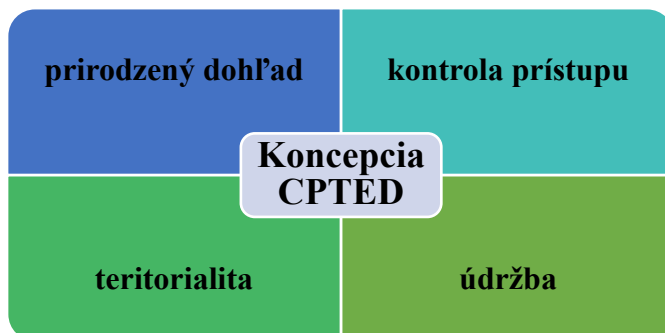 prirodzený dohľad
kontrola prístupu
Koncepcia
CPTED
teritorialita
údržba